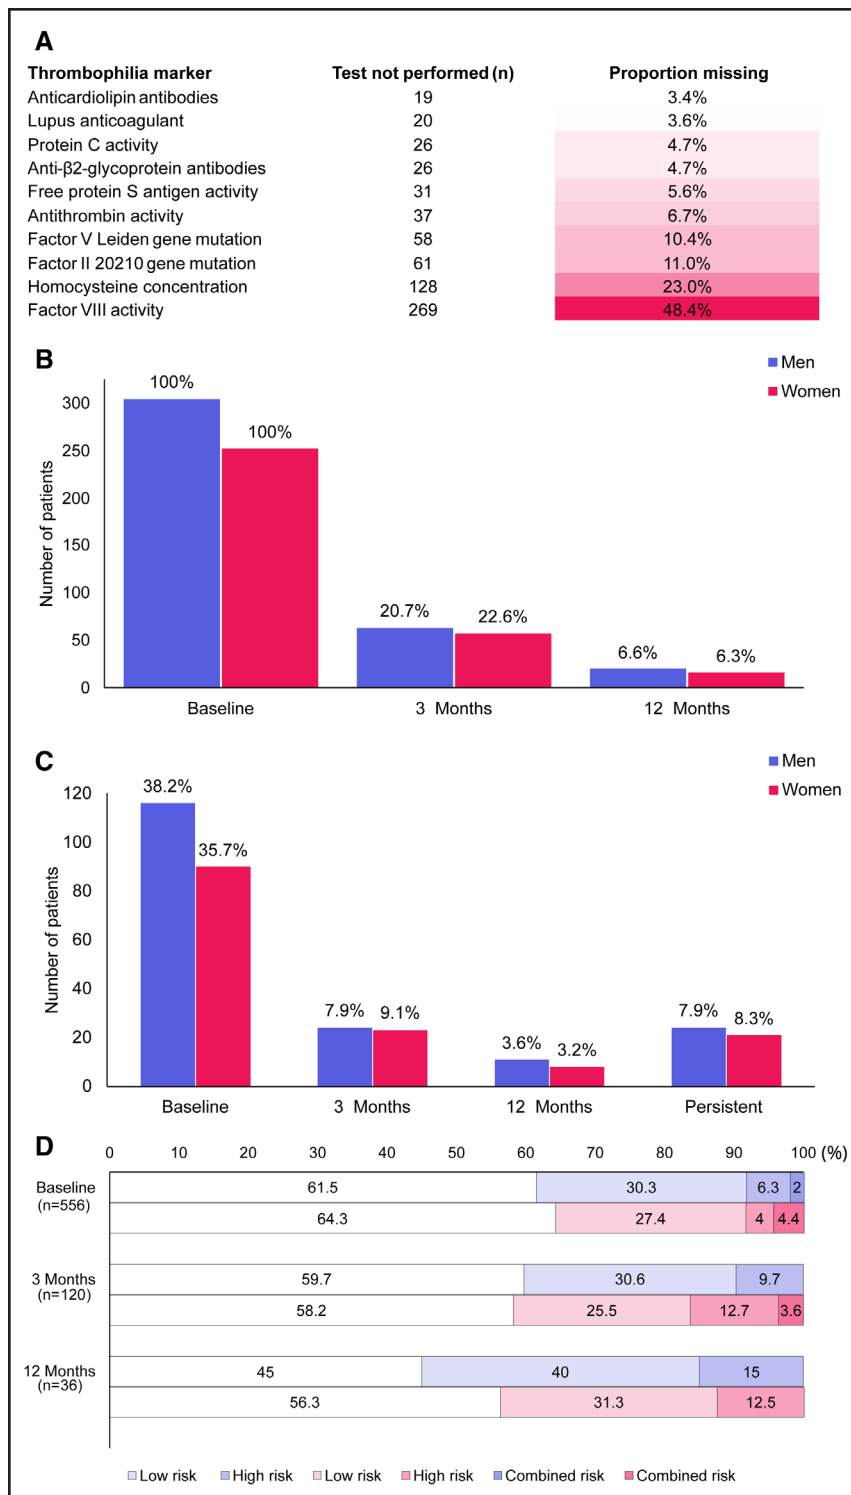 A
Thrombophilia marker Test not performed (n) Proportion missing
Anticardiolipin antibodies 19 3.4%
Lupus anticoagulant 20 3.6%
Protein C activity 26 4.7%
Anti-β2-glycoprotein antibodies 26 4.7%
Free protein S antigen activity 31 5.6%
Antithrombin activity 37 6.7%
Factor V Leiden gene mutation 58 10.4%
Factor II 20210 gene mutation 61 11.0%
Homocysteine concentration 128 23.0%
Factor VIII activity 269 48.4%
B
Men
Women
Number of patients
300
250
200
150
100
50
0
100%
100%
20.7%
22.6%
6.6%
6.3%
Baseline 3 Months 12 Months
C
Men
Women
Number of patients
120
100
80
60
40
20
0
38.2%
35.7%
7.9%
9.1%
3.6%
3.2%
7.9%
8.3%
Baseline 3 Months 12 Months Persistent
D
0 10 20 30 40 50 60 70 80 90 100 (%)
Baseline
(n=556)
61.5 30.3 6.3 2
64.3 27.4 4 4.4
3 Months
(n=120)
59.7 30.6 9.7
58.2 25.5 12.7 3.6
12 Months
(n=36)
45 40 15
56.3 31.3 12.5
Low risk High risk Low risk High risk Combined risk Combined risk